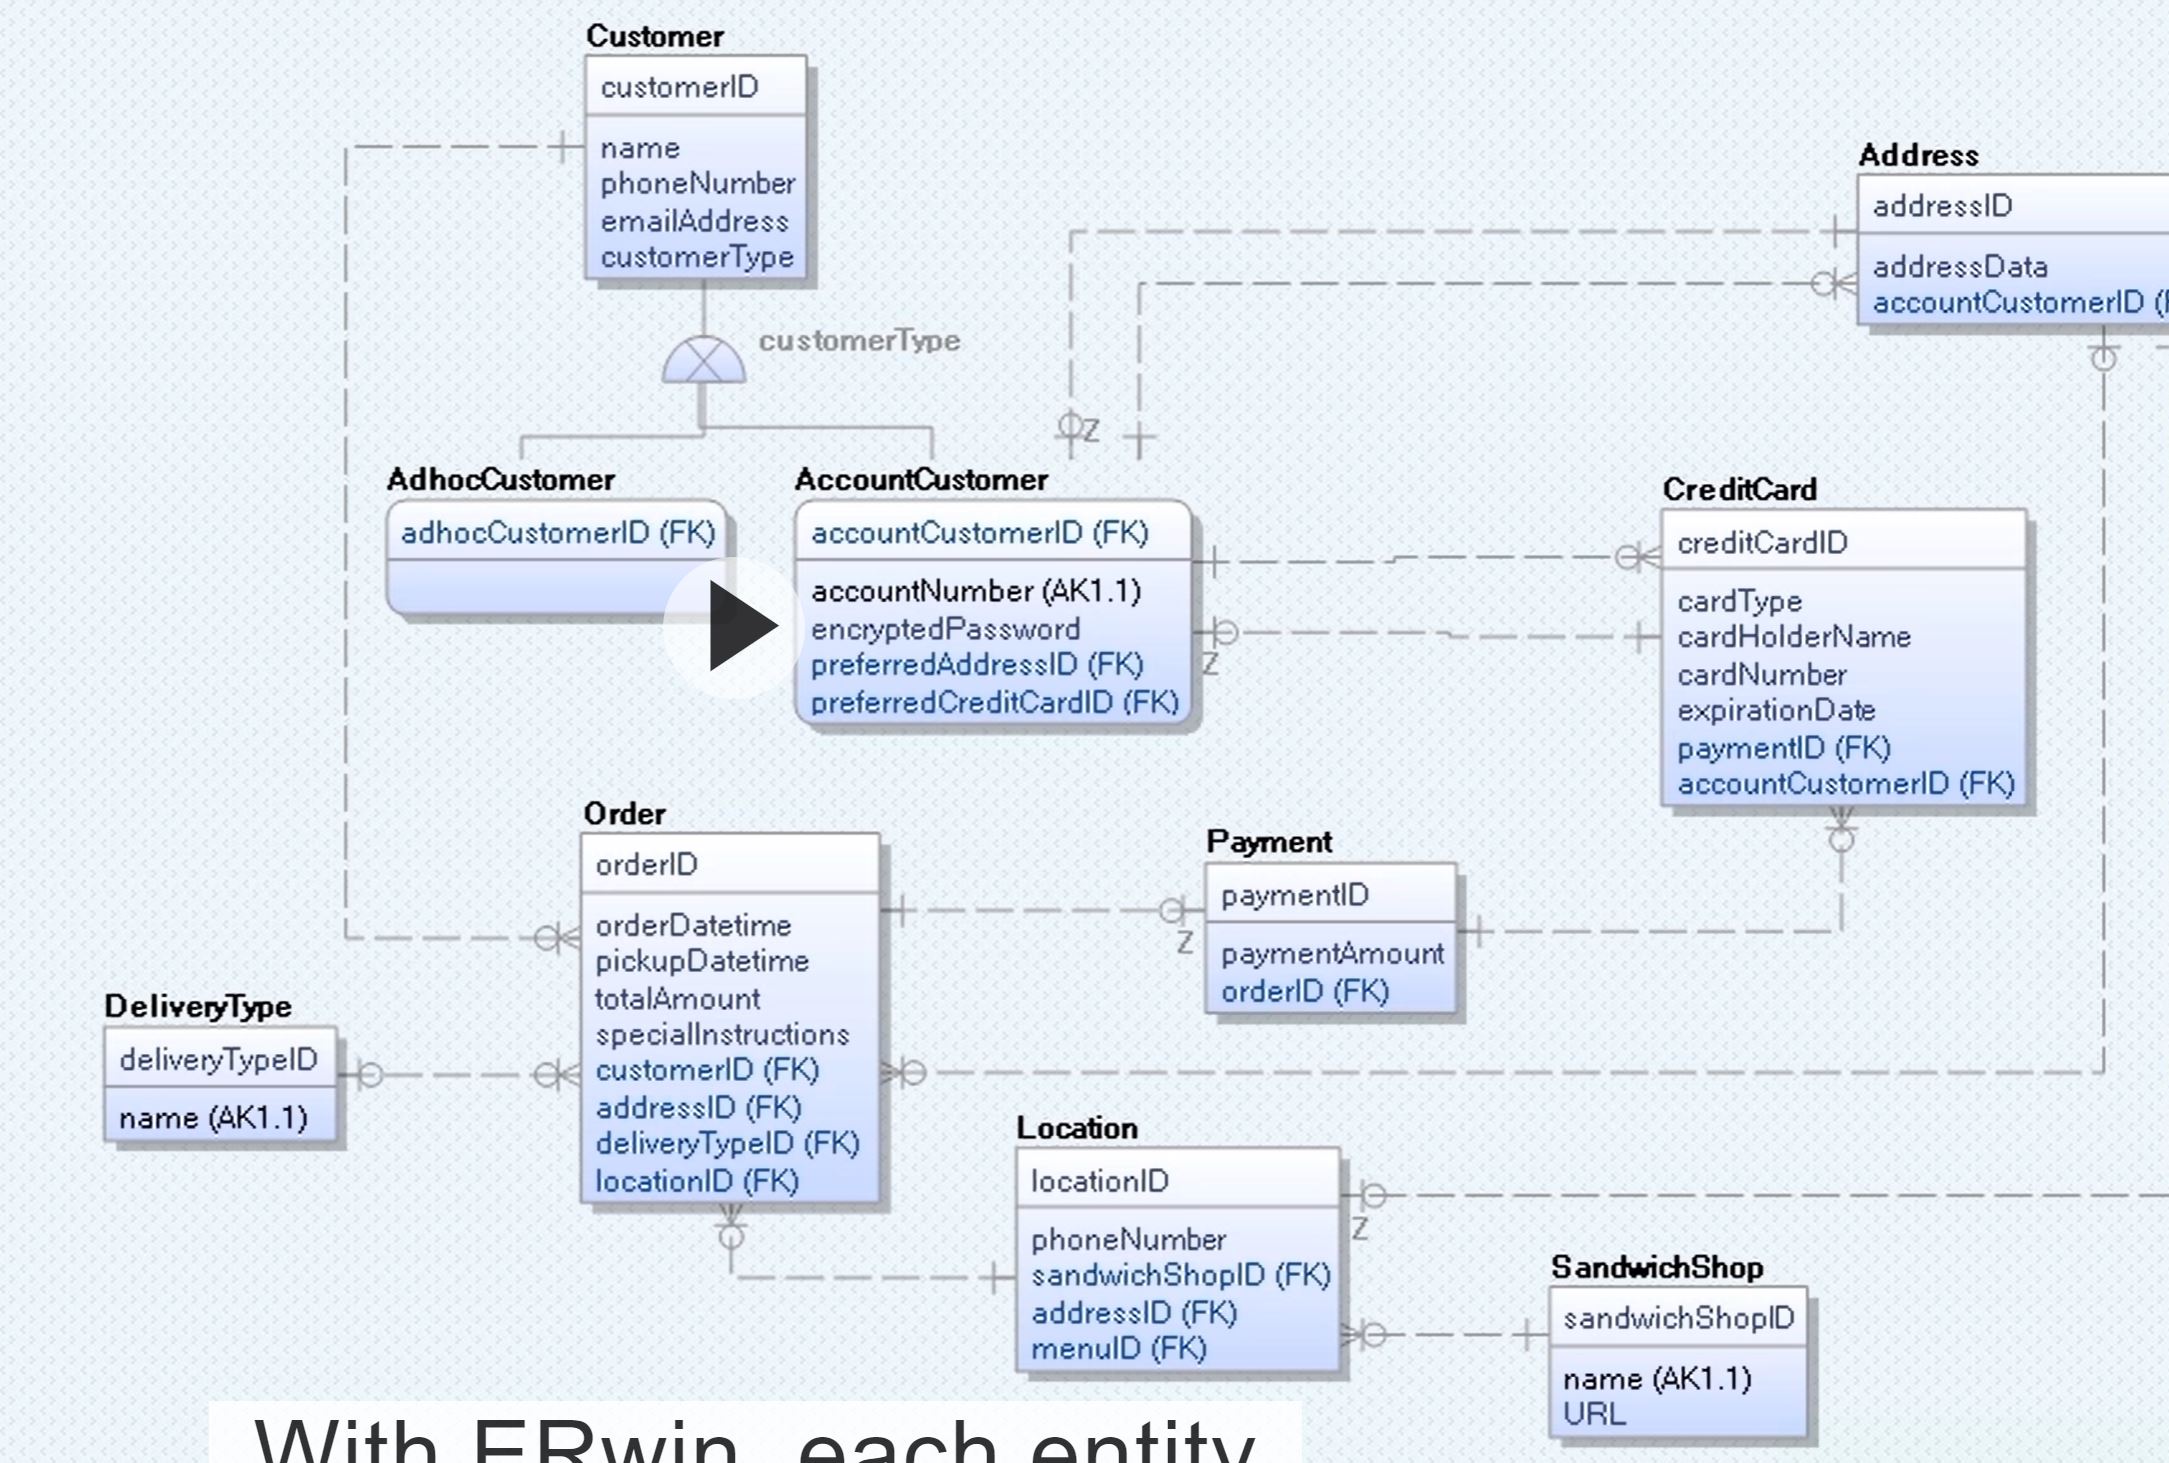 Customer
customerID
name
phoneNumber
emailAddress
customerType
customerType
Address
addressID
addressData
accountCustomerID
AdhocCustomer
adhocCustomerID (FK)
AccountCustomer
accountCustomerID (FK)
accountNumber (AK1.1)
encryptedPassword
preferredAddressID (FK)
preferredCreditCardID (FK)
Z
Z
CreditCard
creditCardID
cardType
cardHolderName
cardNumber
expirationDate
paymentID (FK)
accountCustomerID (FK)
Order
orderID
orderDatetime
pickupDatetime
totalAmount
specialInstructions
customerID (FK)
addressID (FK)
deliveryTypeID (FK)
locationID (FK)
Payment
paymentID
paymentAmount
orderID (FK)
Z
DeliveryType
deliveryTypeID
name (AK1.1)
Location
locationID
phoneNumber
sandwichShopID (FK)
addressID (FK)
menuID (FK)
Z
SandwichShop
sandwichShopID
name (AK1.1)
URL
With ERwin, each entity